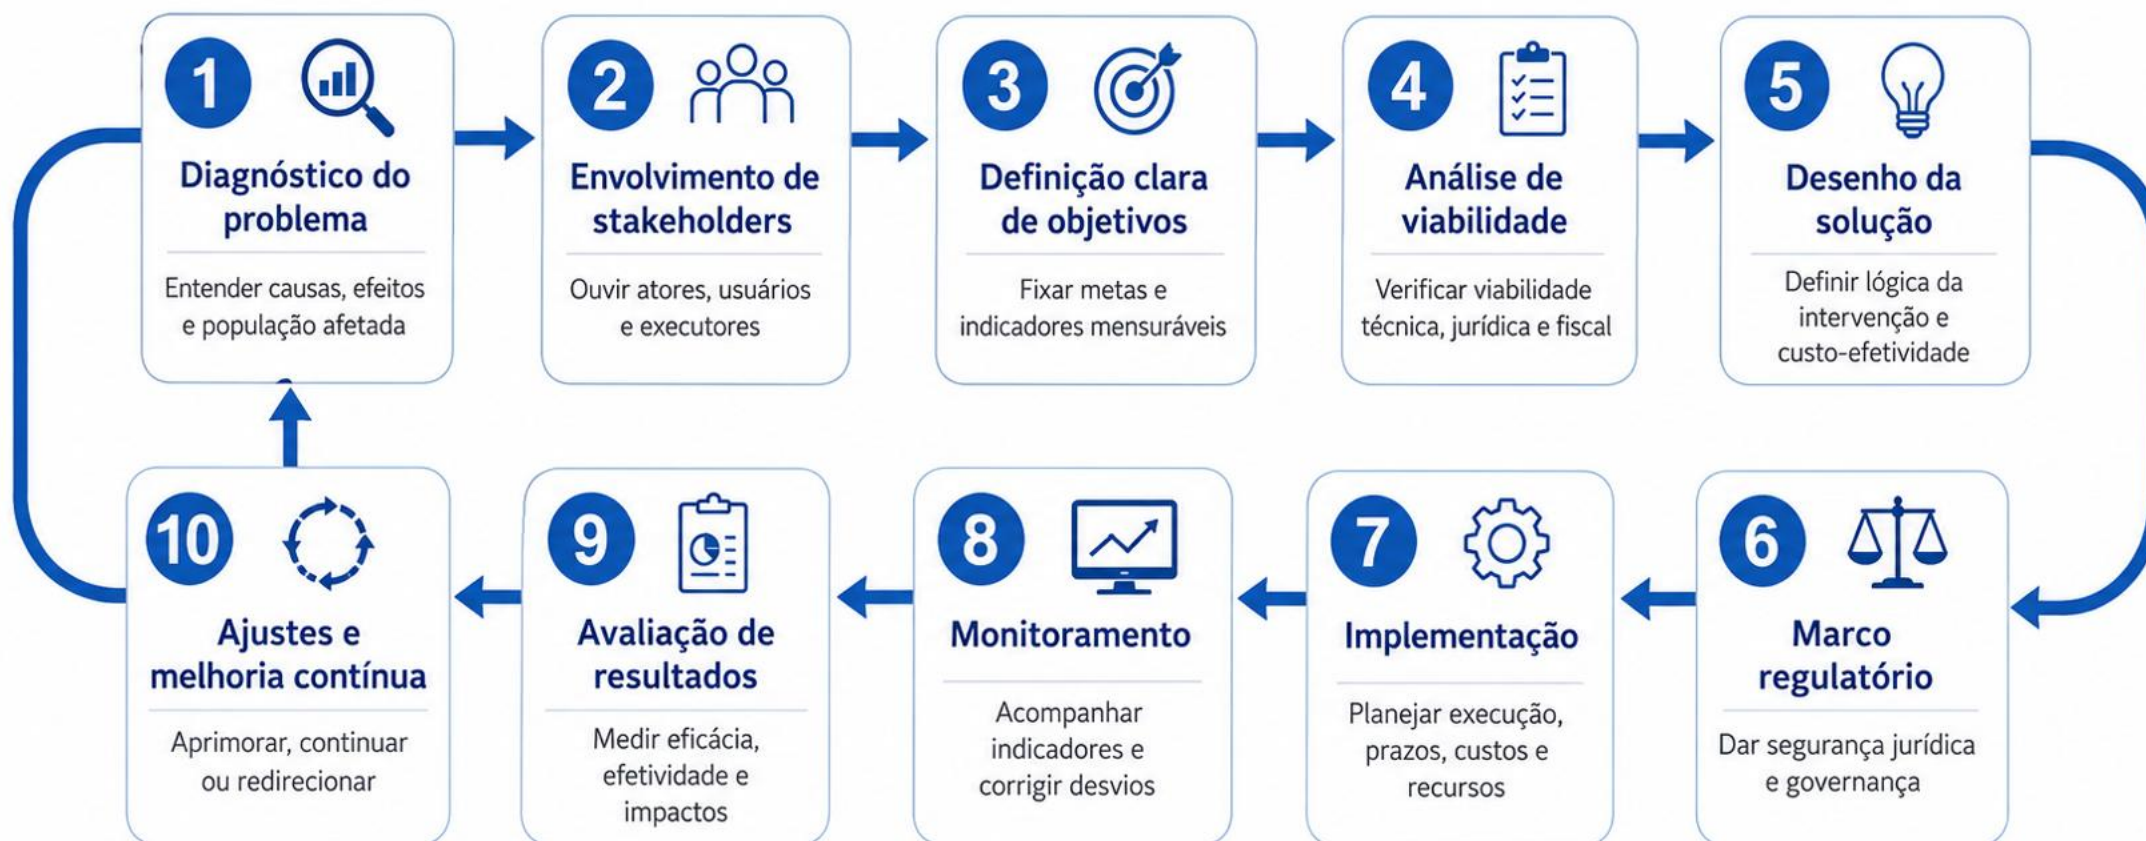 1
Diagnóstico do
problema
Entender causas, efeitos
e população afetada
2
Envolvimento de
stakeholders
Ouvir atores, usuários
e executores
3
Definição clara
de objetivos
Fixar metas e
indicadores mensuráveis
4
Análise de
viabilidade
Verificar viabilidade
técnica, jurídica e fiscal
5
Desenho da
solução
Definir lógica da
intervenção e
custo-efetividade
6
Marco
regulatório
Dar segurança jurídica
e governança
7
Implementação
Planejar execução,
prazos, custos e
recursos
8
Monitoramento
Acompanhar
indicadores e
corrigir desvios
9
Avaliação de
resultados
Medir eficácia,
efetividade e
impactos
10
Ajustes e
melhoria contínua
Aprimorar, continuar
ou redirecionar